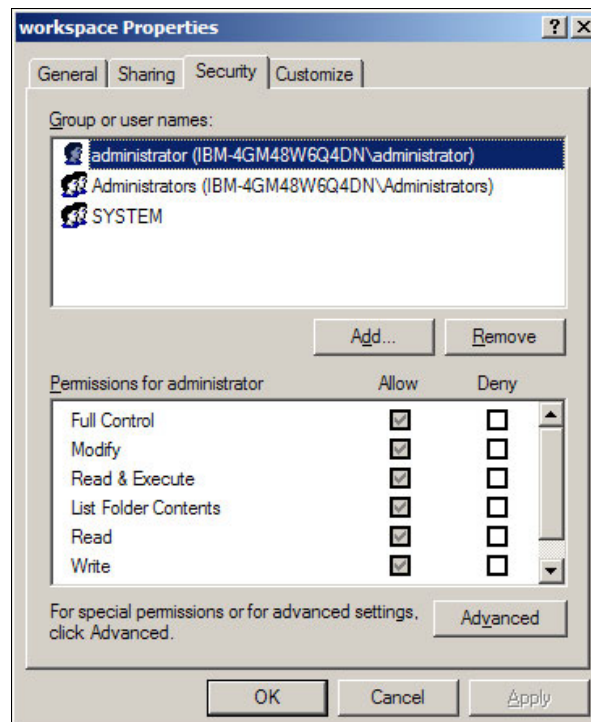 workspace Properties
? X
General Sharing Security Customize
Group or user names:
administrator (IBM-4GM48W6Q4DN\administrator)
Administrators (IBM-4GM48W6Q4DN\Administrators)
SYSTEM
Add... Remove
Permissions for administrator Allow Deny
Full Control
Modify
Read & Execute
List Folder Contents
Read
Write
For special permissions or for advanced settings,
click Advanced.
Advanced
OK Cancel Apply